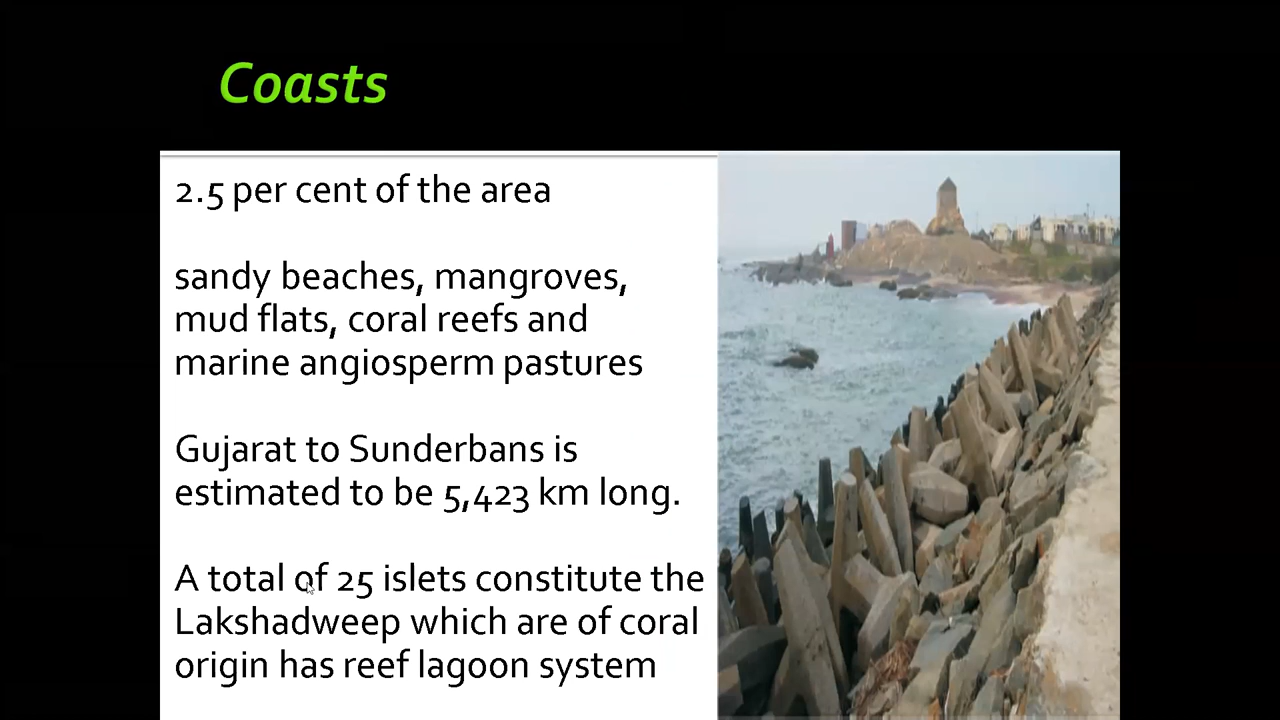 Coasts
2.5 per cent of the area
sandy beaches, mangroves,
mud flats, coral reefs and
marine angiosperm pastures
Gujarat to Sunderbans is
estimated to be 5,423 km long.
A total of 25 islets constitute the
Lakshadweep which are of coral
origin has reef lagoon system